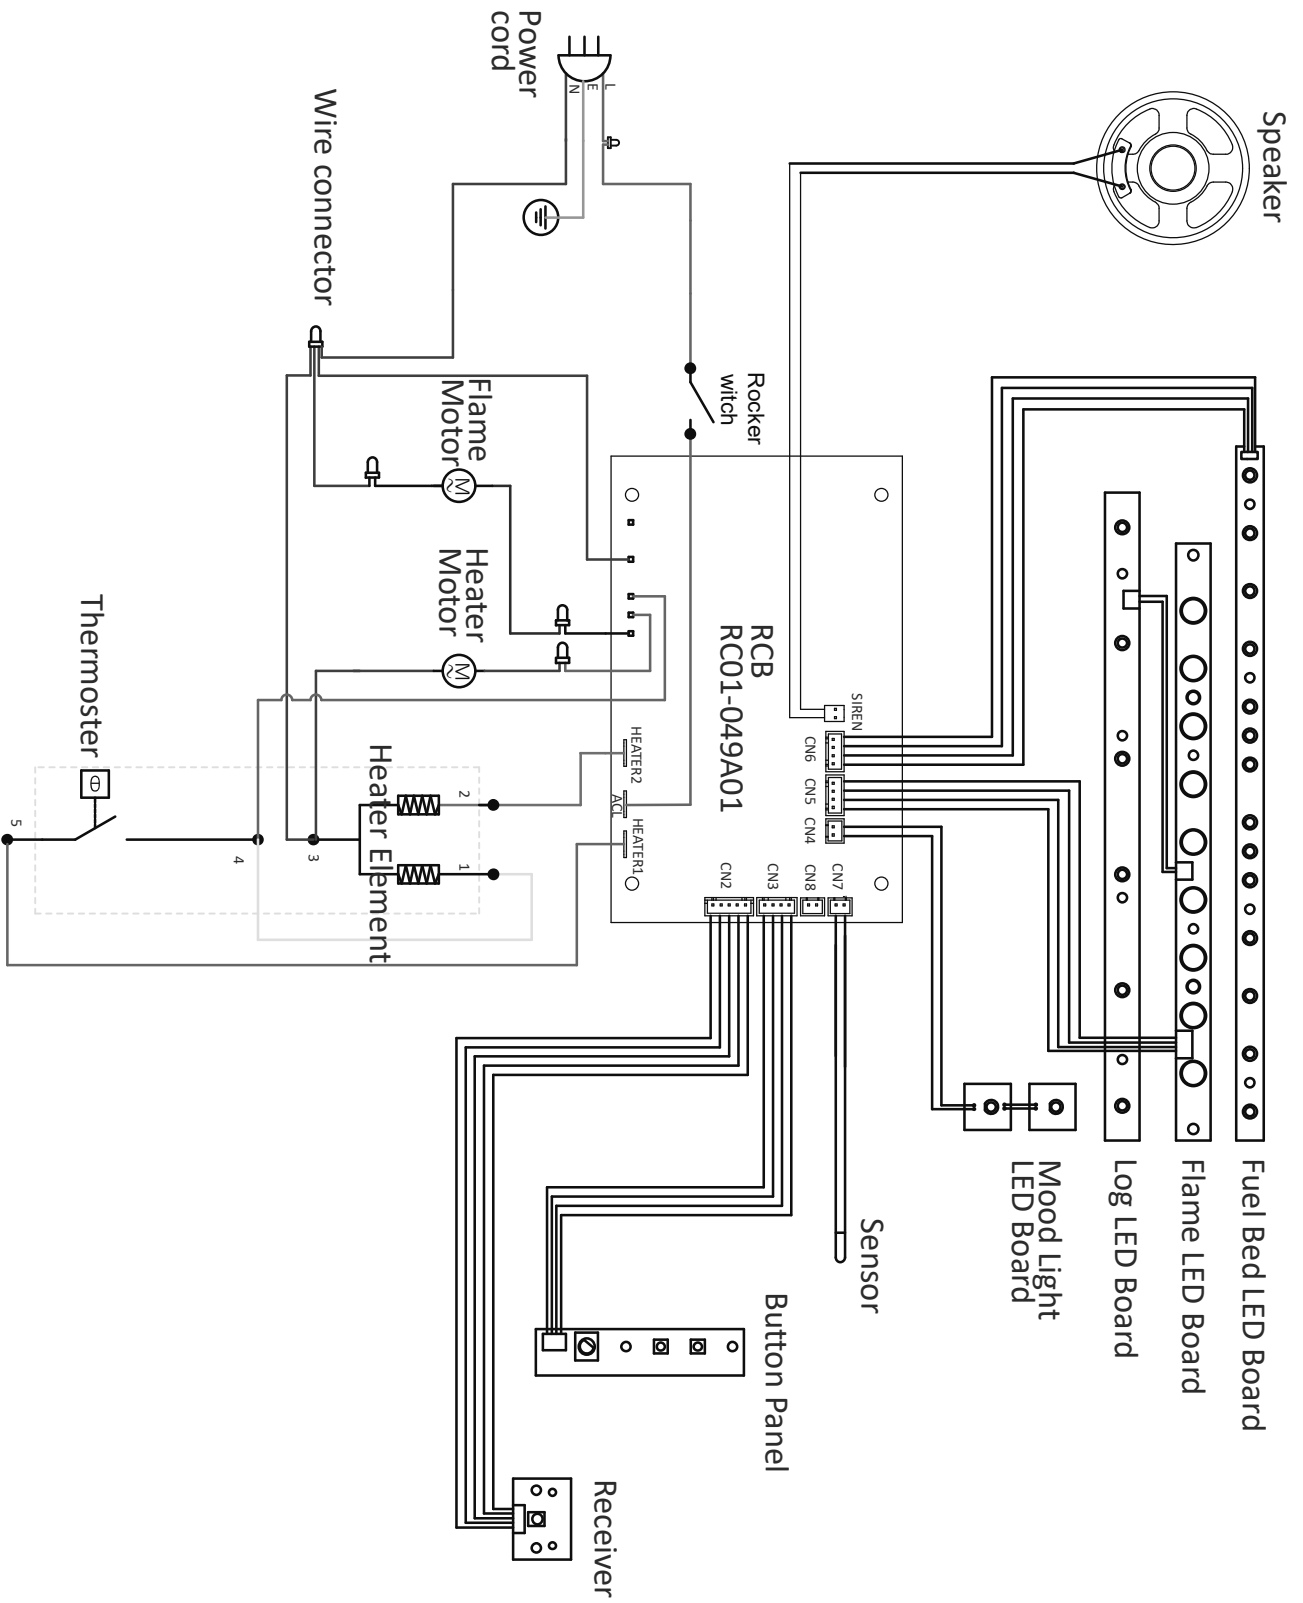 Speaker
Power
cord
L
E
N
Wire connector
Rocker
witch
Flame
Motor
M
Heater
Motor
M
Thermoster
RCB
RC01-049A01
SIREN
CN6
CN5
CN4
CN7
CN8
CN3
CN2
HEATER2
ACL
HEATER1
Heater Element
2
1
3
4
5
Fuel Bed LED Board
Flame LED Board
Log LED Board
Mood Light
LED Board
Sensor
Button Panel
Receiver